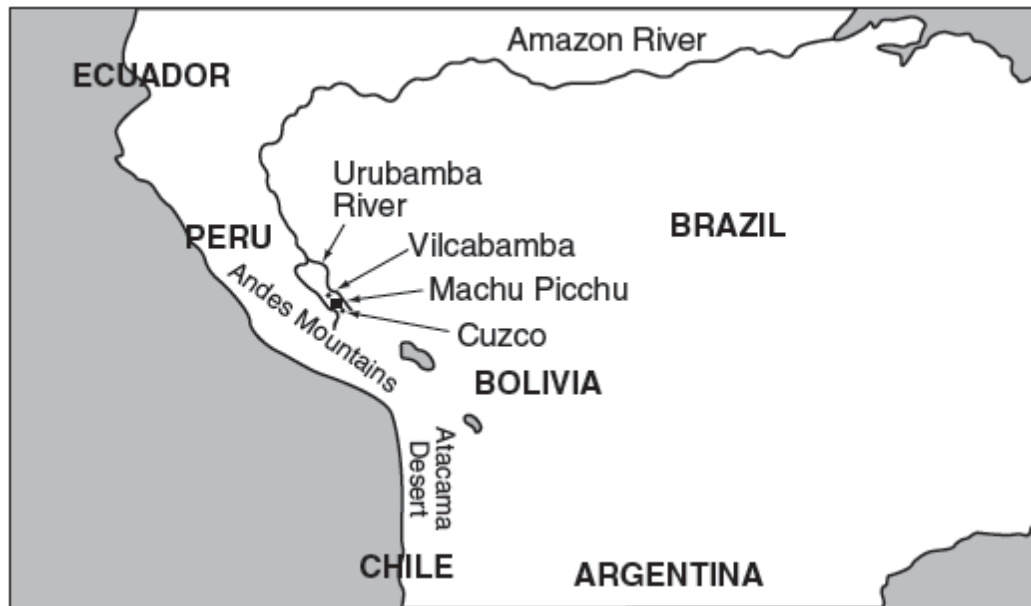 Amazon River
ECUADOR
Urubamba
River
PERU
BRAZIL
Vilcabamba
Machu Picchu
Andes Mountains
Cuzco
BOLIVIA
Atacama
Desert
CHILE
ARGENTINA